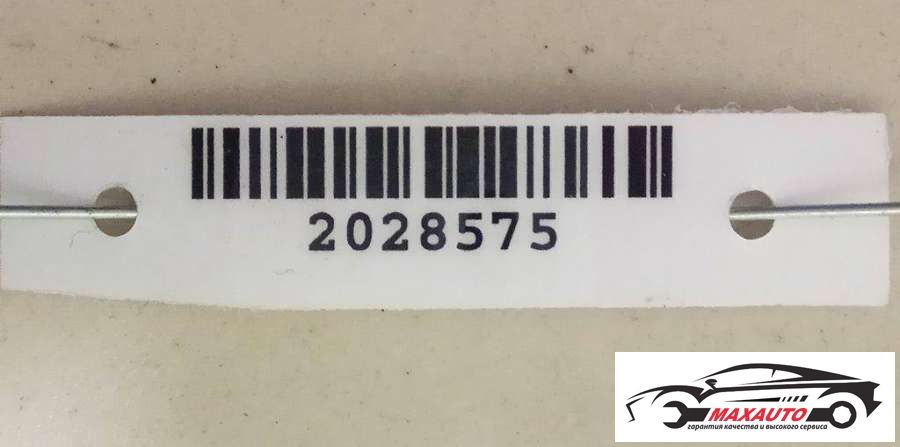 2028575
MAXAUTO
гарантия качества и высокого сервиса